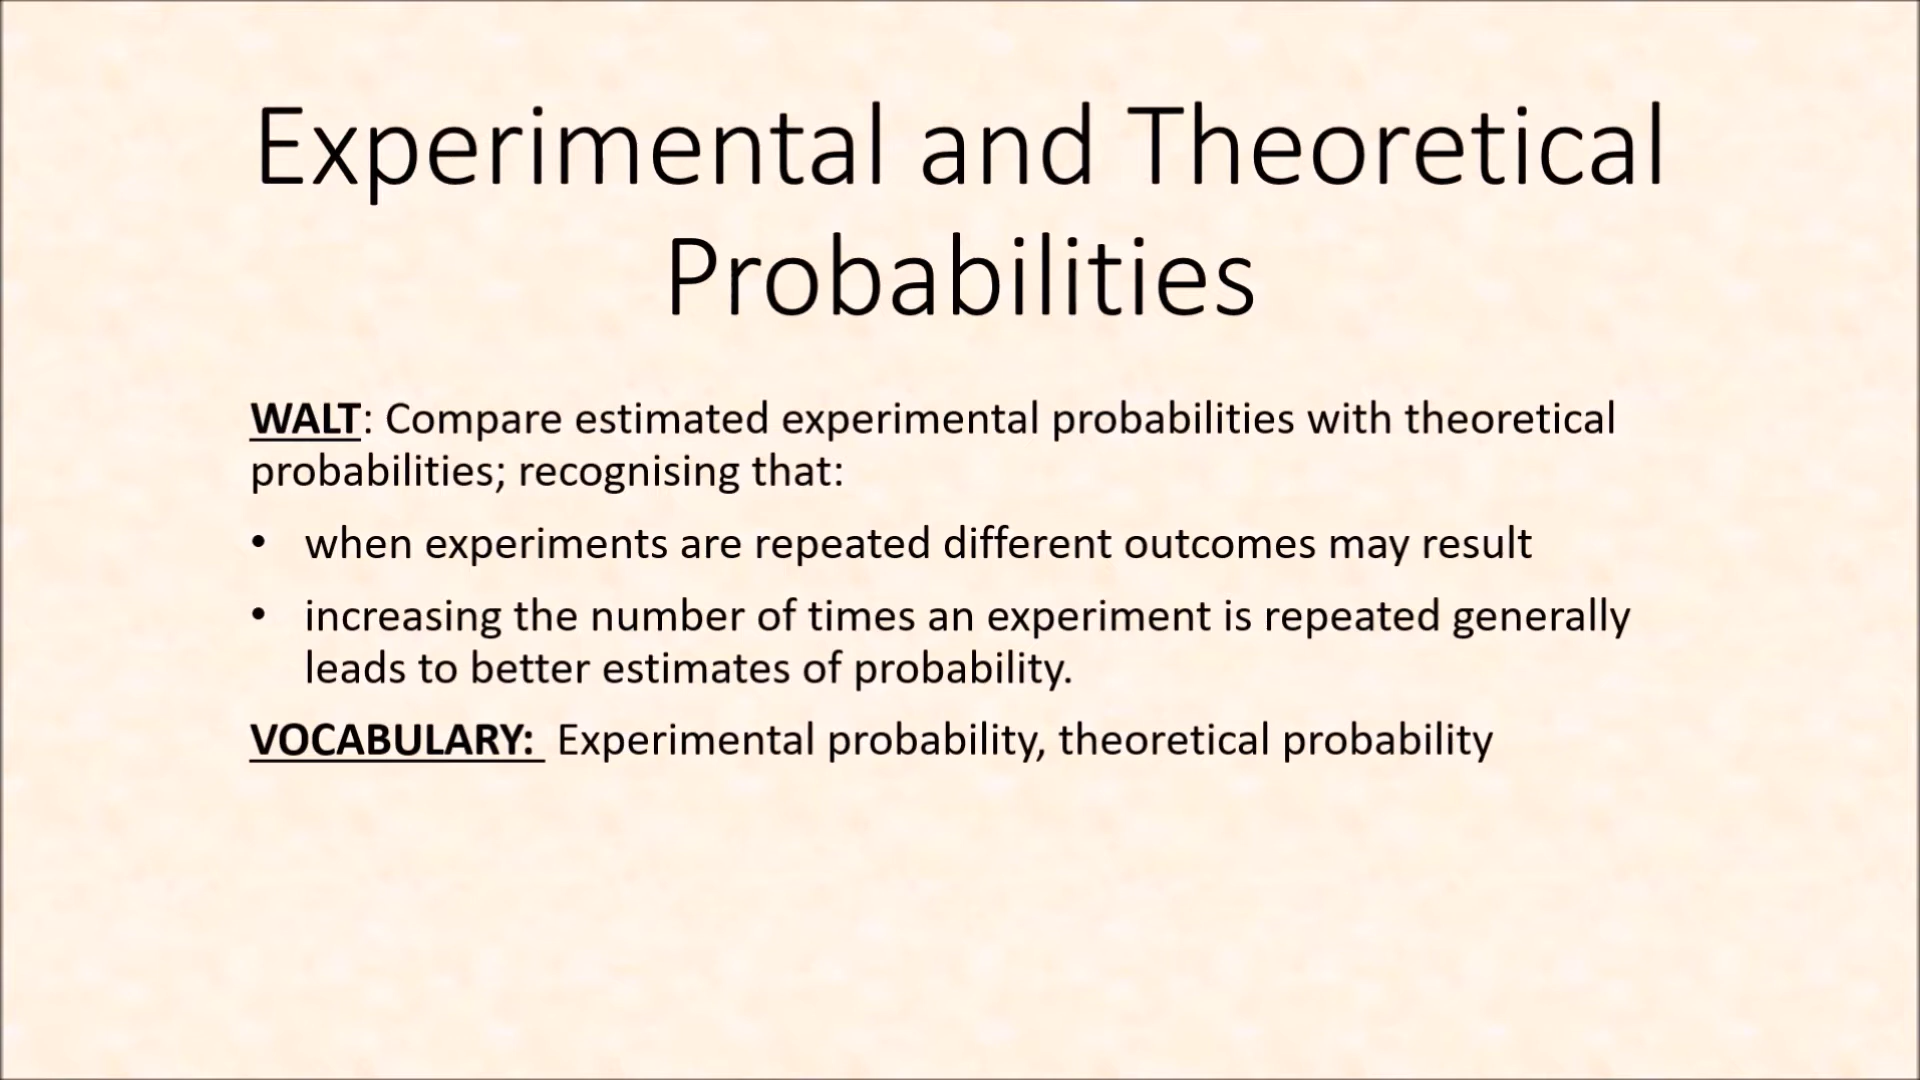 Experimental and Theoretical
Probabilities
WALT: Compare estimated experimental probabilities with theoretical
probabilities; recognising that:
• when experiments are repeated different outcomes may result
• increasing the number of times an experiment is repeated generally
leads to better estimates of probability.
VOCABULARY: Experimental probability, theoretical probability